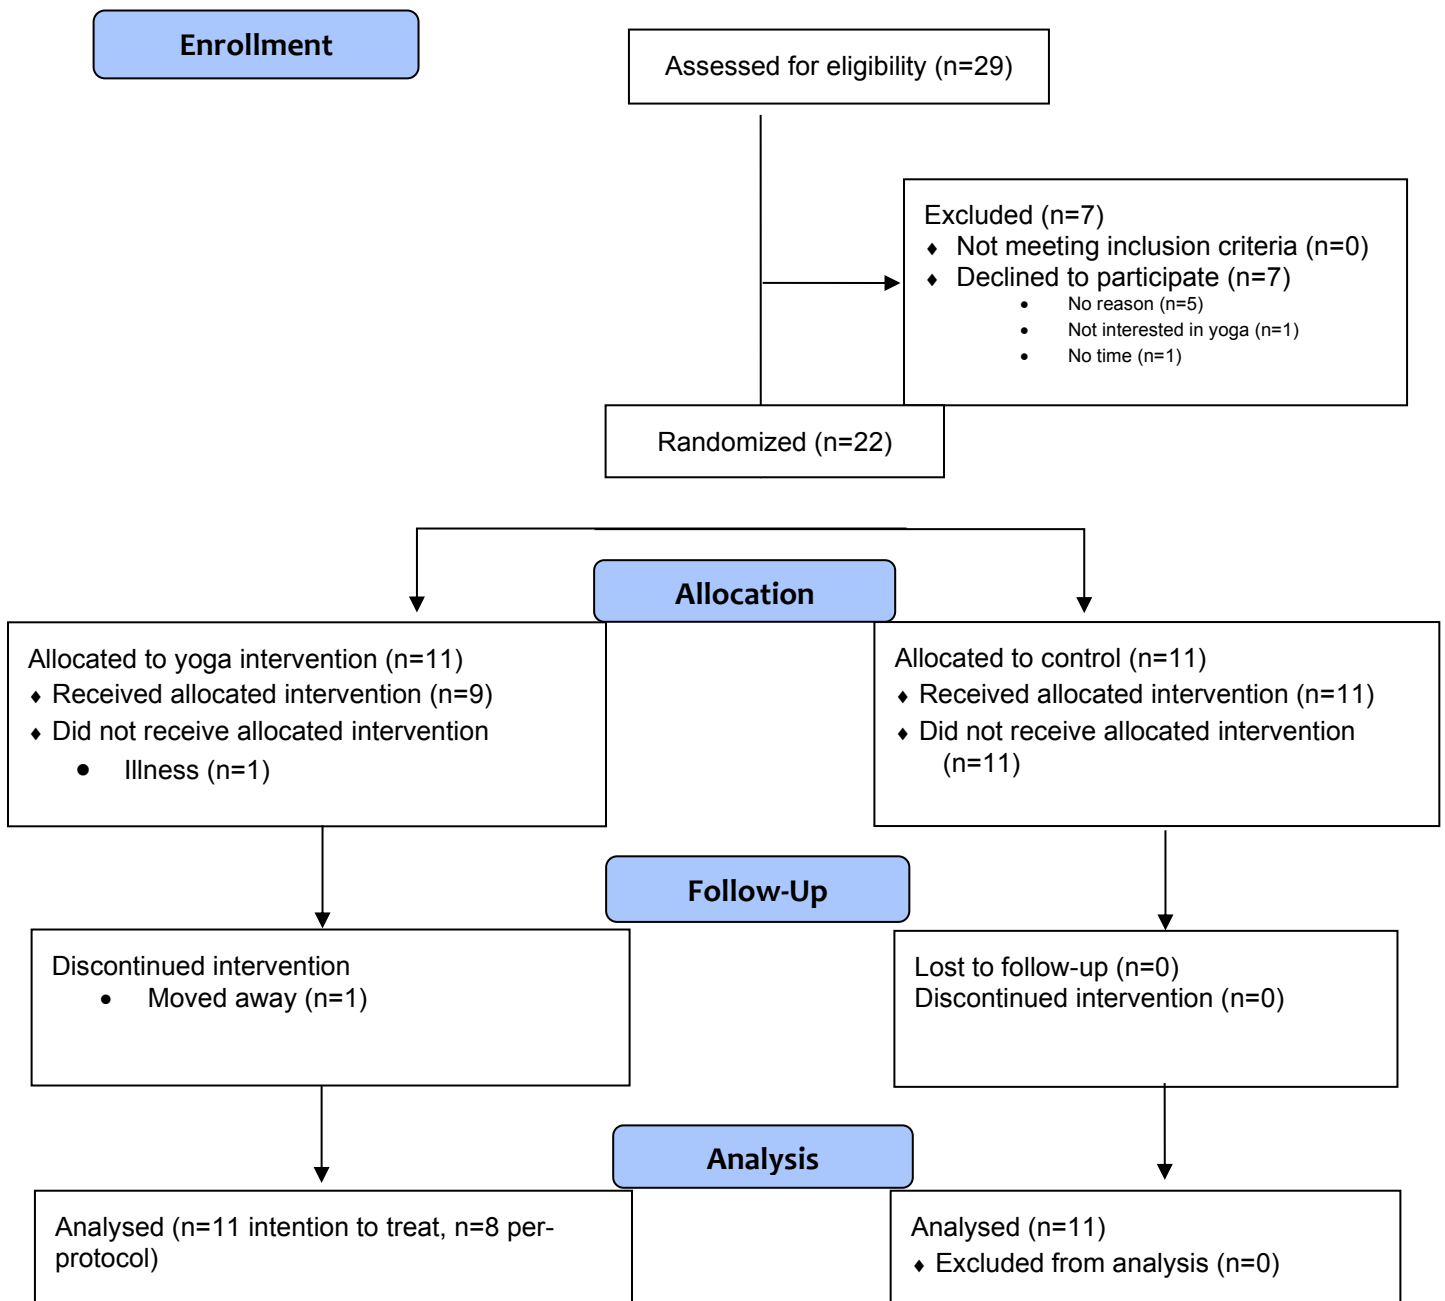 Enrollment
Assessed for eligibility (n=29)
Excluded (n=7)
♦ Not meeting inclusion criteria (n=0)
♦ Declined to participate (n=7)
• No reason (n=5)
• Not interested in yoga (n=1)
• No time (n=1)
Randomized (n=22)
Allocation
Allocated to yoga intervention (n=11)
♦ Received allocated intervention (n=9)
♦ Did not receive allocated intervention
• Illness (n=1)
Allocated to control (n=11)
♦ Received allocated intervention (n=11)
♦ Did not receive allocated intervention
(n=11)
Follow-Up
Discontinued intervention
• Moved away (n=1)
Lost to follow-up (n=0)
Discontinued intervention (n=0)
Analysis
Analysed (n=11 intention to treat, n=8 per-
protocol)
Analysed (n=11)
♦ Excluded from analysis (n=0)